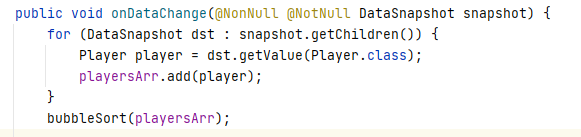 public void onDataChange(@NonNull @NotNull DataSnapshot snapshot) {
for (DataSnapshot dst : snapshot.getChildren()) {
Player player = dst.getValue(Player.class);
playersArr.add(player);
}
bubbleSort(playersArr);